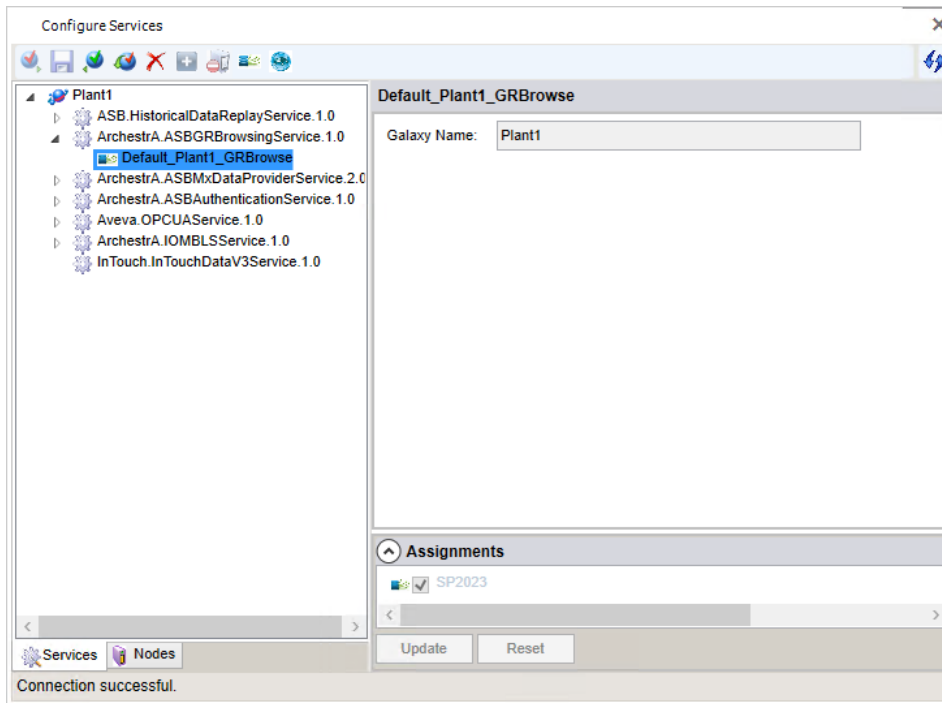 Configure Services
Plant1
ASB.HistoricalDataReplayService.1.0
ArchestrA.ASBGRBrowsingService.1.0
Default_Plant1_GRBrowse
ArchestrA.ASBMxDataProviderService.2.0
ArchestrA.ASBAuthenticationService.1.0
Aveva.OPCUAService.1.0
ArchestrA.IOMBLSService.1.0
InTouch.InTouchDataV3Service.1.0
Default_Plant1_GRBrowse
Galaxy Name: Plant1
Assignments
SP2023
Update Reset
Services Nodes
Connection successful.